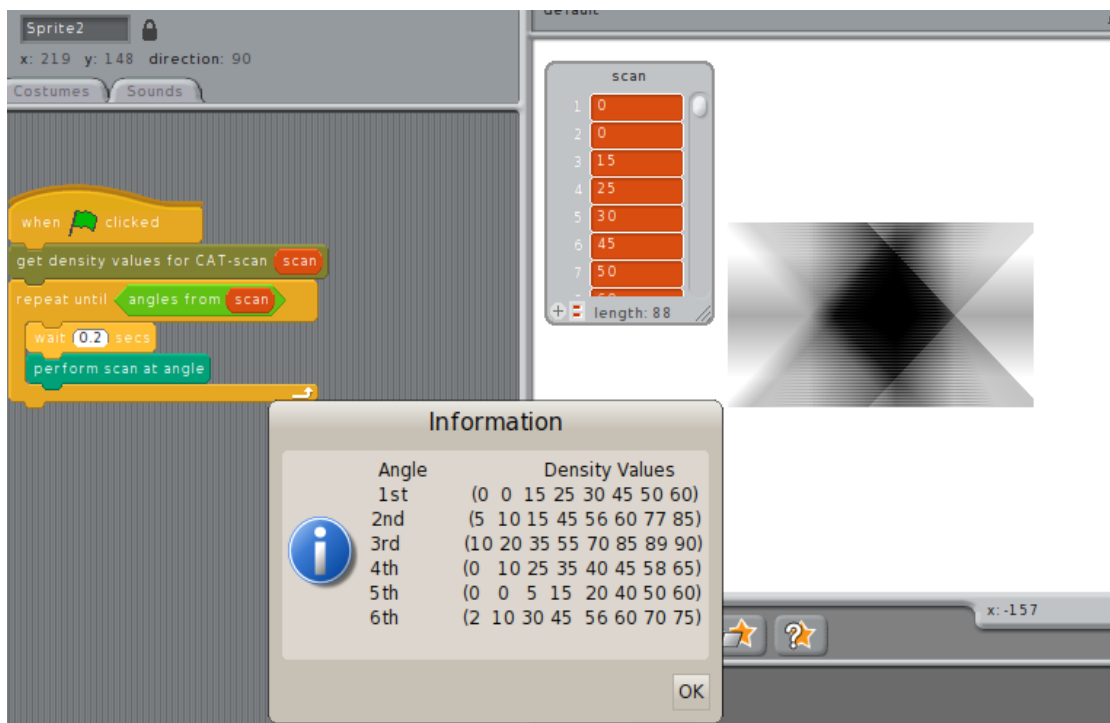 Sprite2
x: 219 y: 148 direction: 90
Costumes Sounds
when clicked
get density values for CAT-scan scan
repeat until angles from scan
wait 0.2 secs
perform scan at angle
default
scan
1 0
2 0
3 15
4 25
5 30
6 45
7 50
length: 88
Information
Angle Density Values
1st (0 0 15 25 30 45 50 60)
2nd (5 10 15 45 56 60 77 85)
3rd (10 20 35 55 70 85 89 90)
4th (0 10 25 35 40 45 58 65)
5th (0 0 5 15 20 40 50 60)
6th (2 10 30 45 56 60 70 75)
OK
x: -157